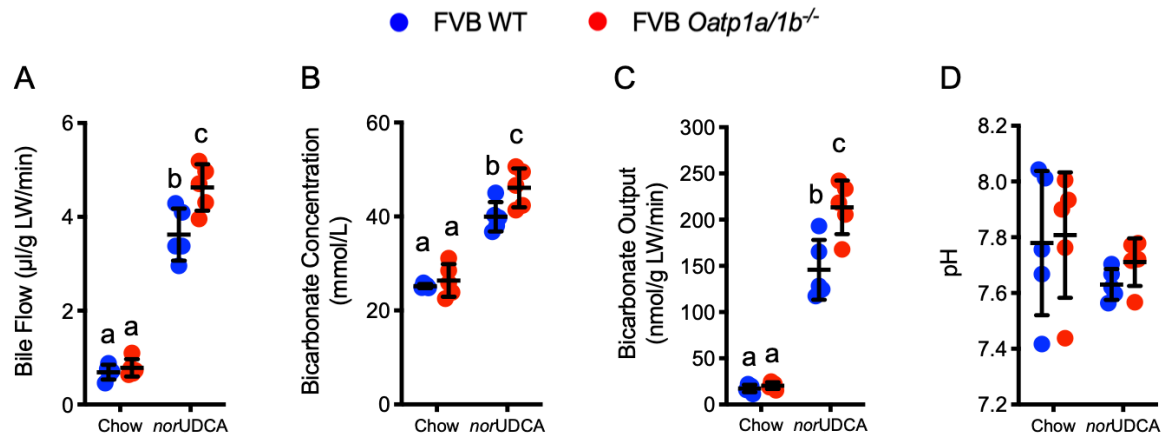 FVB WT FVB Oatp1a/1b-/-
A
Bile Flow (µl/g LW/min)
6
4
2
0
a
a
b
c
Chow norUDCA
B
Bicarbonate Concentration
(mmol/L)
60
40
20
0
a
a
b
c
Chow norUDCA
C
Bicarbonate Output
(nmol/g LW/min)
300
250
200
150
100
50
0
a
a
b
c
Chow norUDCA
D
pH
8.2
8.0
7.8
7.6
7.4
7.2
Chow norUDCA